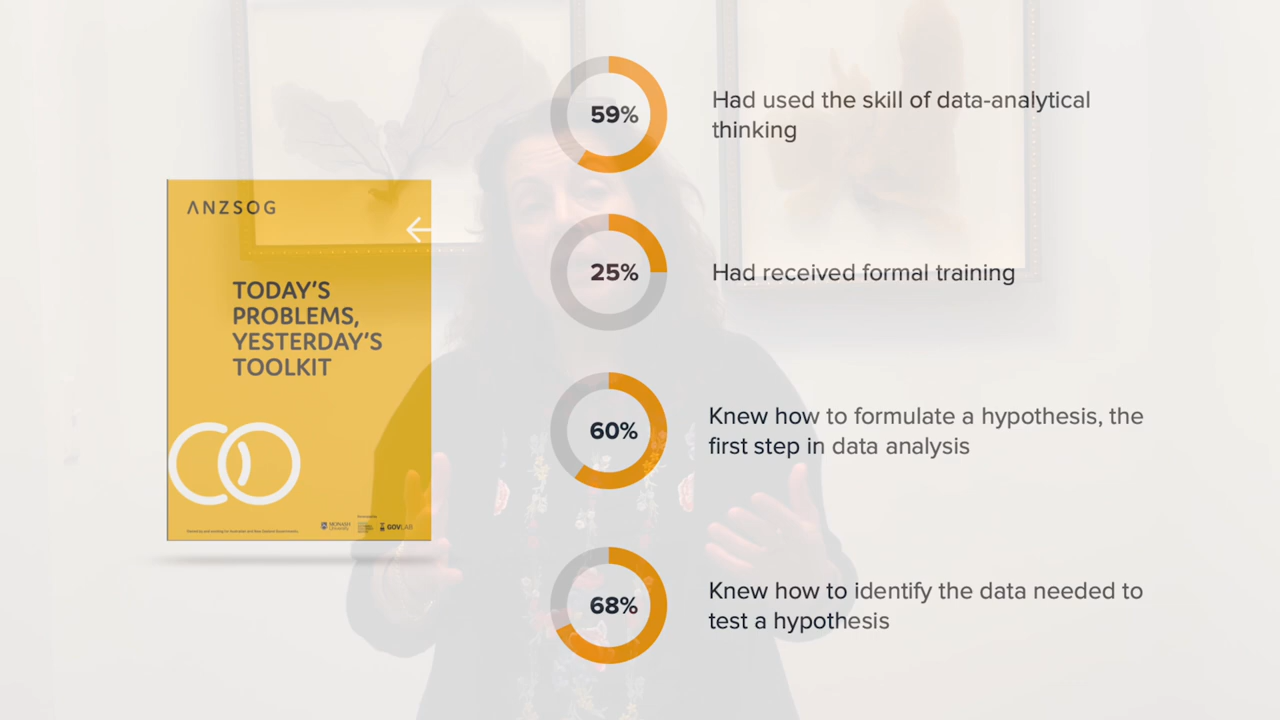 ANZSOG
TODAY'S
PROBLEMS,
YESTERDAY'S
TOOLKIT
MONASH
GOVLAB
59%
Had used the skill of data-analytical
thinking
25%
Had received formal training
60%
Knew how to formulate a hypothesis, the
first step in data analysis
68%
Knew how to identify the data needed to
test a hypothesis